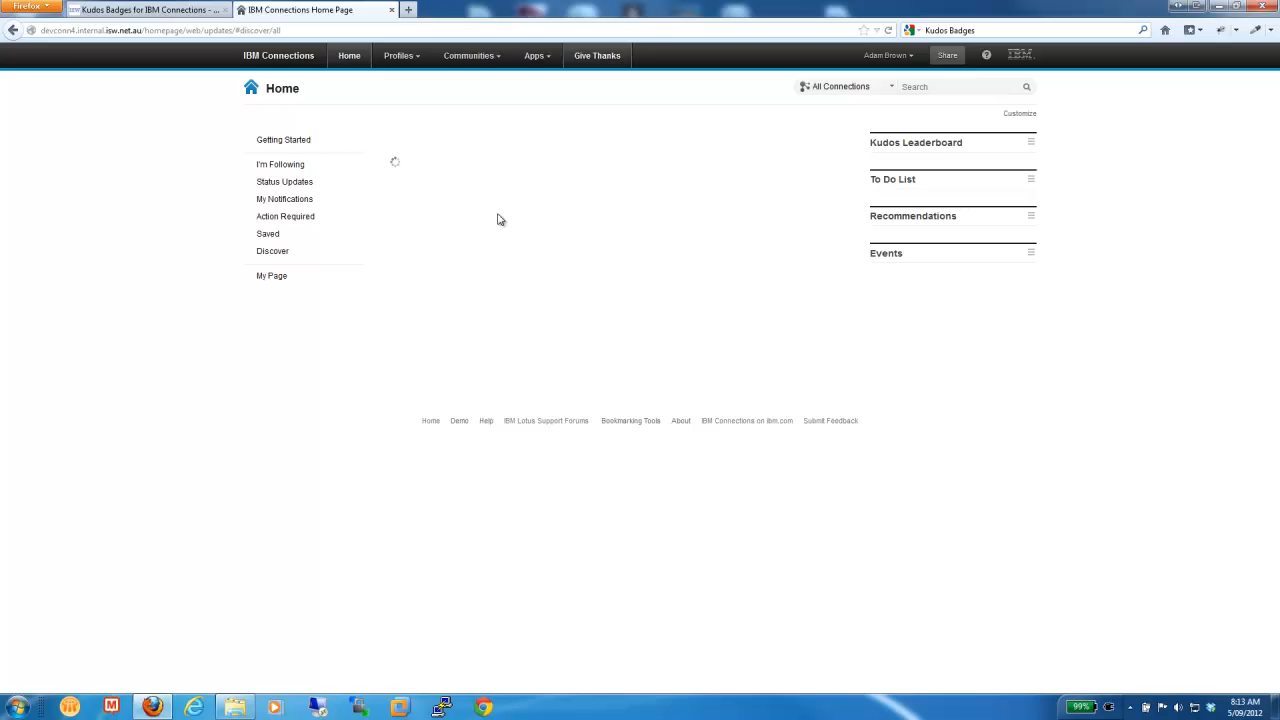 Firefox
Kudos Badges for IBM Connections - ...
IBM Connections Home Page
devconn4.internal.isw.net.au/homepage/web/updates/#discover/all
Kudos Badges
IBM Connections
Home
Profiles
Communities
Apps
Give Thanks
Adam Brown
Share
?
IBM
Home
All Connections
Search
Customize
Getting Started
I'm Following
Status Updates
My Notifications
Action Required
Saved
Discover
My Page
Kudos Leaderboard
To Do List
Recommendations
Events
Home Demo Help IBM Lotus Support Forums Bookmarking Tools About IBM Connections on ibm.com Submit Feedback
99%
8:13 AM
5/09/2012